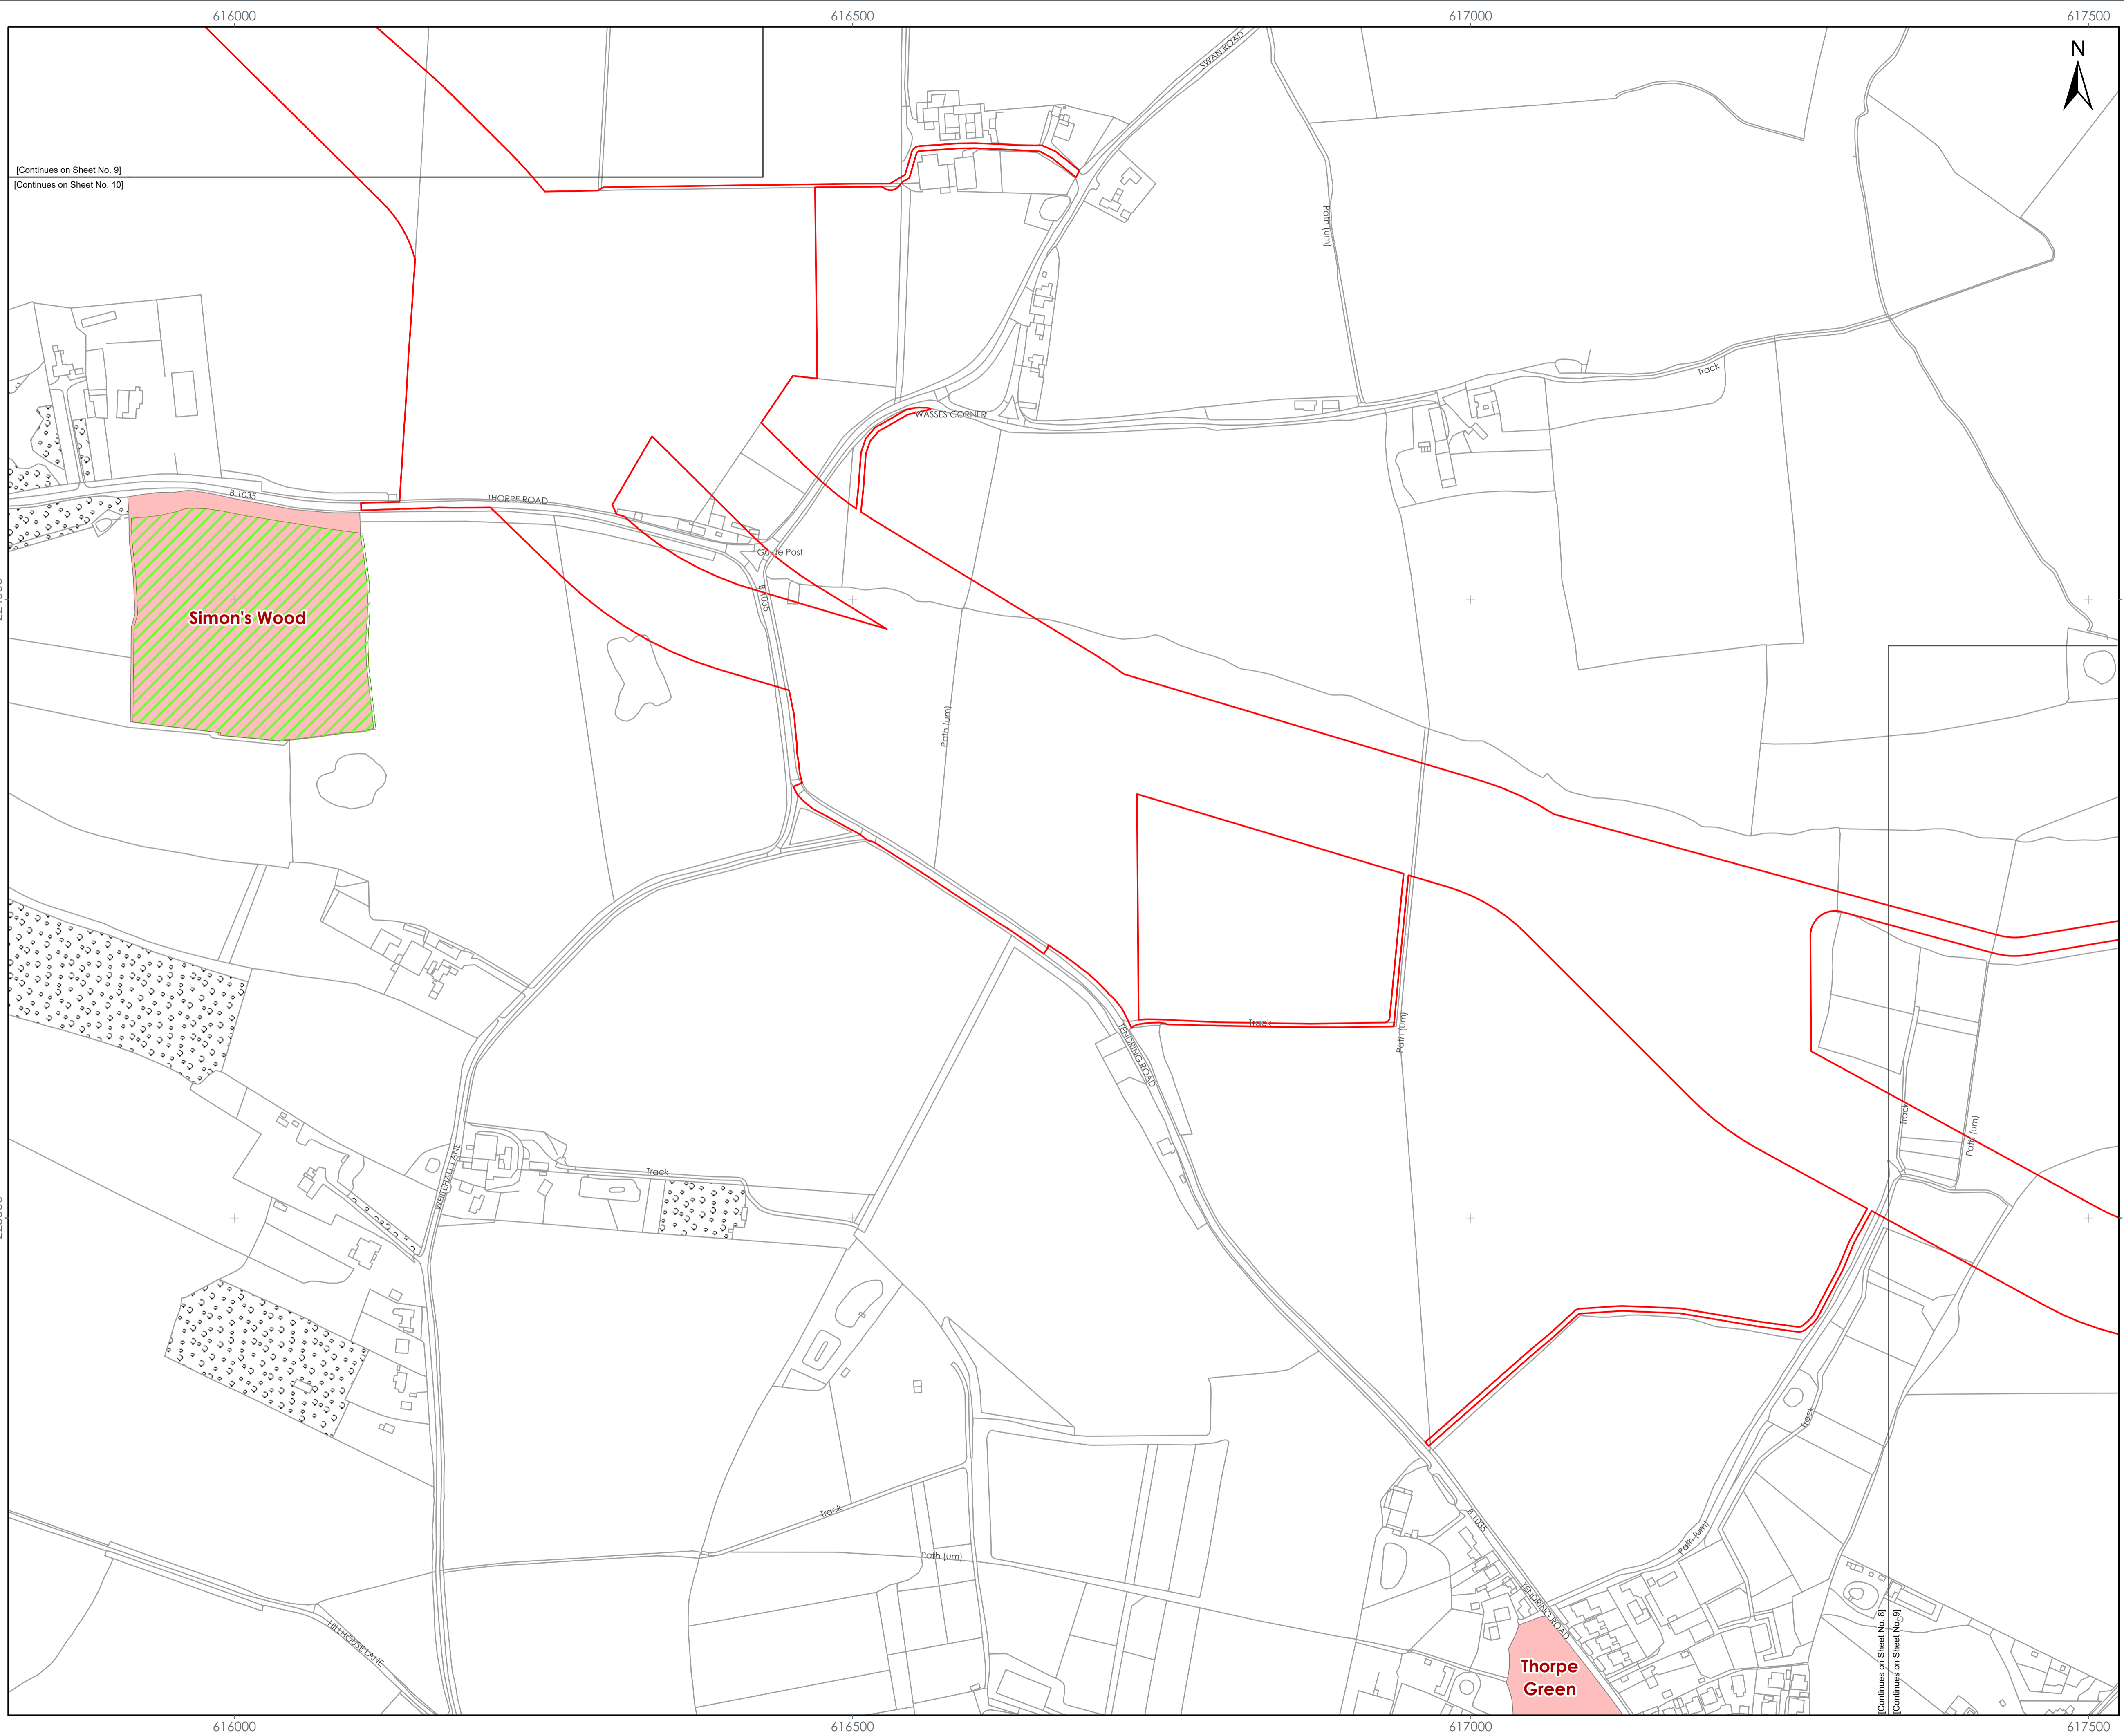 616000
616500
617000
617500
N
SWAN ROAD
[Continues on Sheet No. 9]
[Continues on Sheet No. 10]
Path (um)
Track
WASSES CORNER
B 1035
THORPE ROAD
Guide Post
B 1035
Simon's Wood
Path (um)
Track
Path (um)
TENDRING ROAD
Track
Path (um)
WHITEHALL LANE
Track
Track
Track
Path (um)
B 1035
Path (um)
TENDRING ROAD
HILLHOUSE LANE
Thorpe
Green
[Continues on Sheet No. 8]
[Continues on Sheet No. 9]
616000
616500
617000
617500